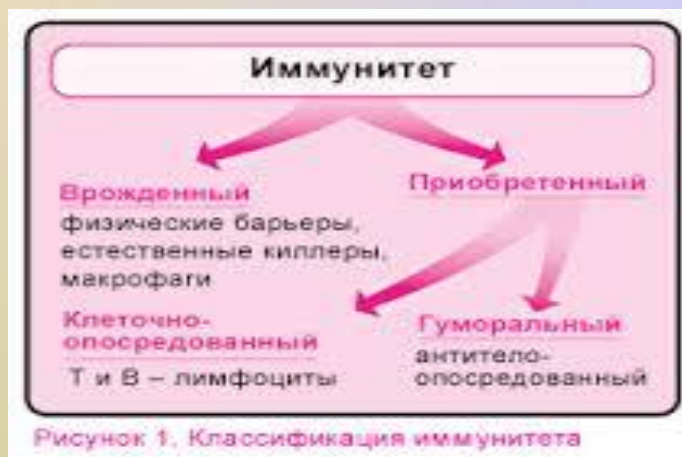 Иммунитет
Врожденный
физические барьеры,
естественные киллеры,
макрофаги
Приобретенный
Клеточно-
опосредованный
Т и В – лимфоциты
Гуморальный
антитело-
опосредованный
Рисунок 1. Классификация иммунитета